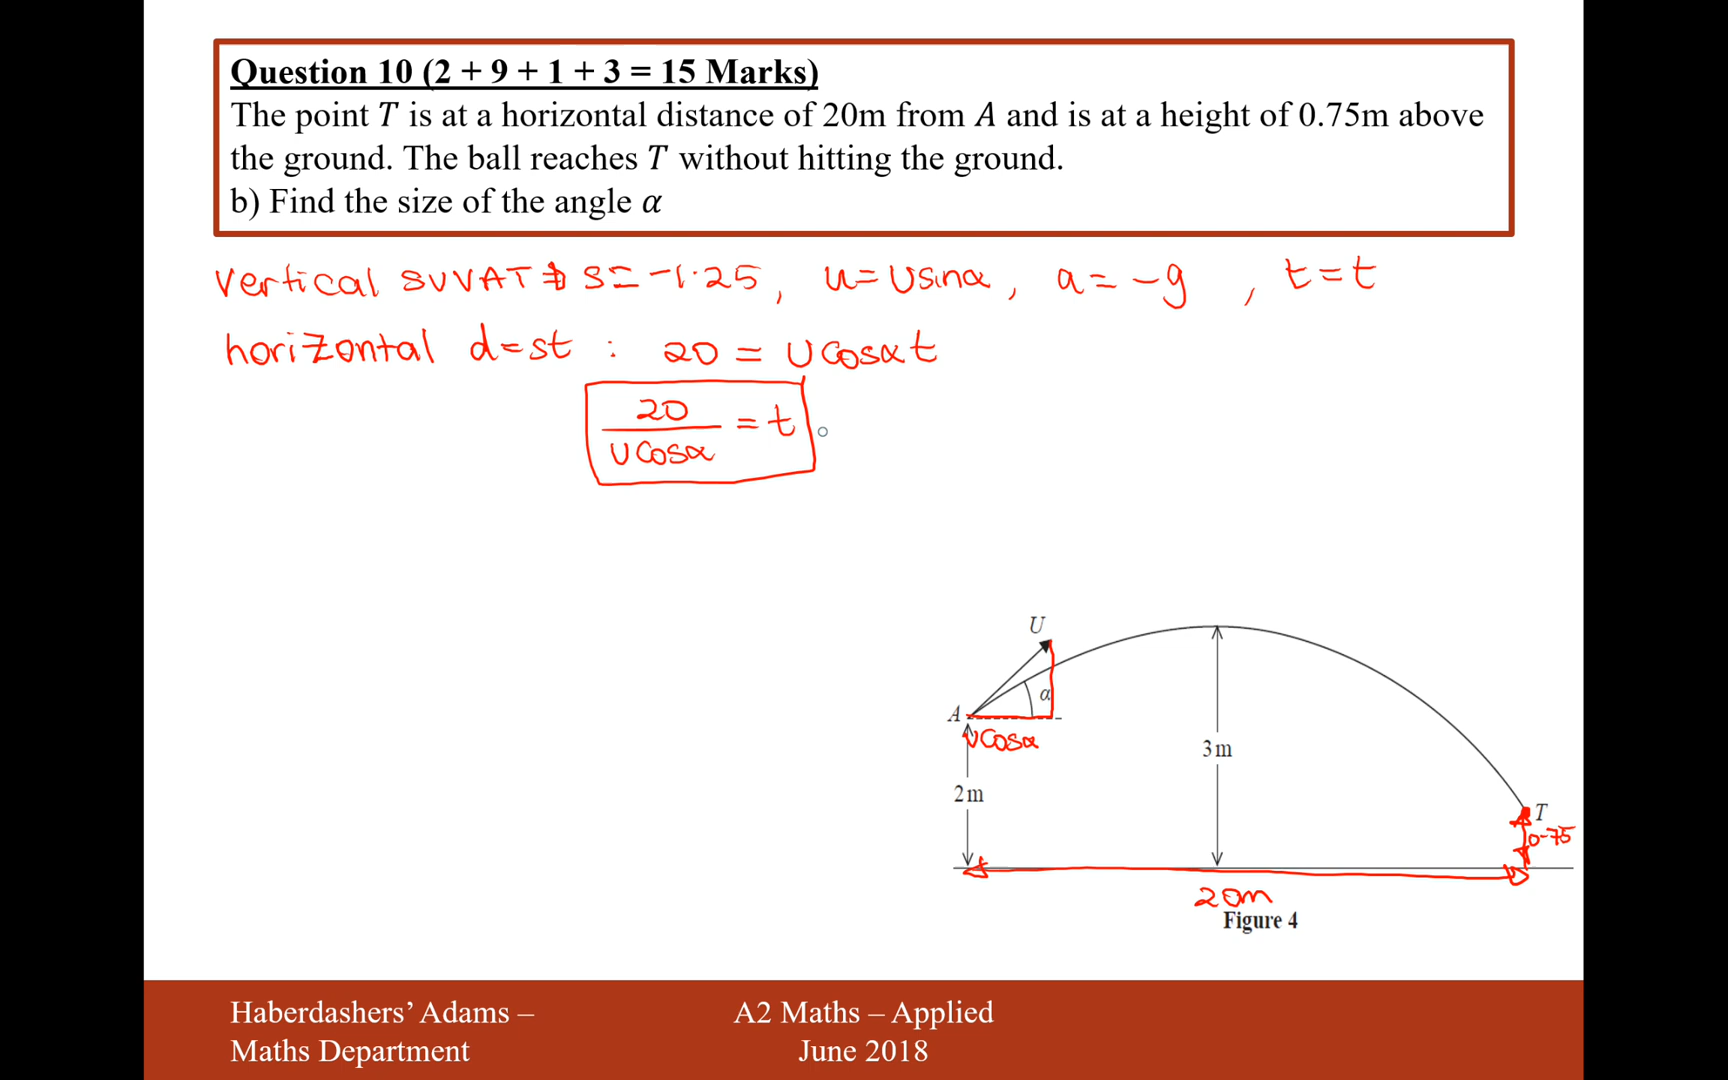 Question 10 (2 + 9 + 1 + 3 = 15 Marks)
The point T is at a horizontal distance of 20m from A and is at a height of 0.75m above
the ground. The ball reaches T without hitting the ground.
b) Find the size of the angle α
vertical SUVAT S=-1.25, u=Usinα, a=-g, t=t
horizontal d=st : 20 = Ucosαt
20
/ Ucosα = t
U
α
A
Ucosα
3 m
2 m
T
0.75
20m
Figure 4
Haberdashers' Adams –
Maths Department
A2 Maths – Applied
June 2018